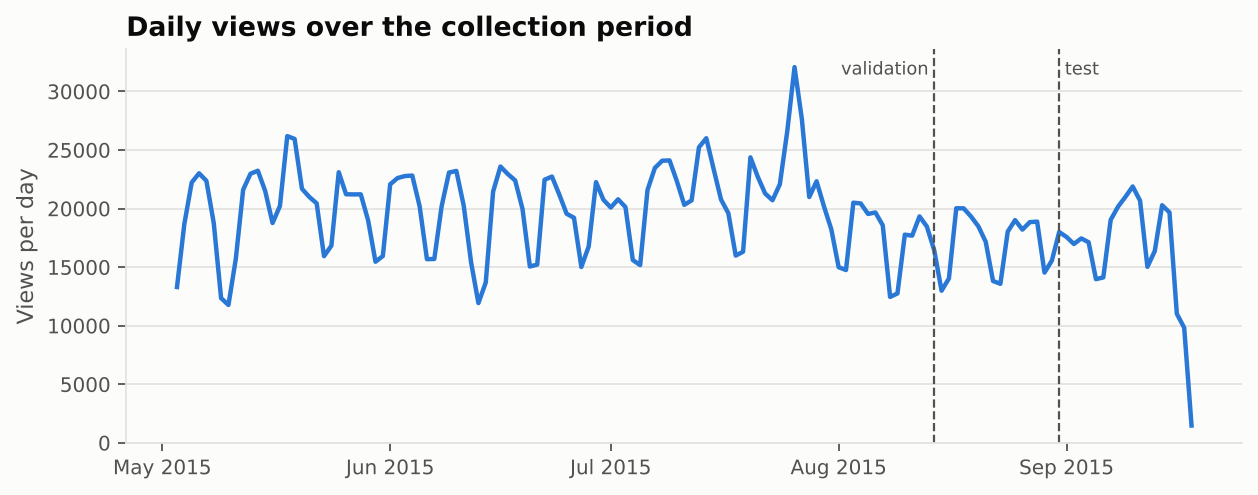 Daily views over the collection period
validation
test
Views per day
30000
25000
20000
15000
10000
5000
0
May 2015
Jun 2015
Jul 2015
Aug 2015
Sep 2015